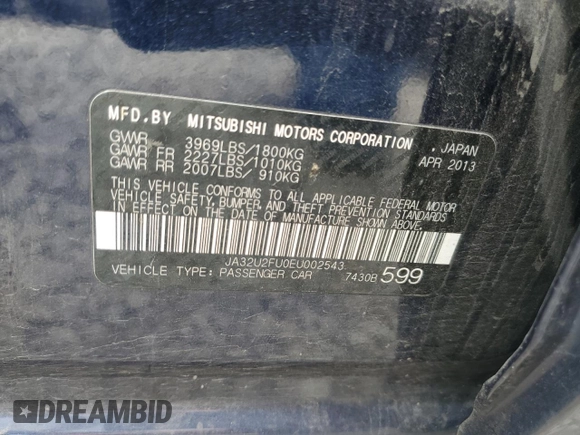 MFD.BY MITSUBISHI MOTORS CORPORATION , JAPAN
GVWR 3969LBS/1800KG APR 2013
GAWR FR 2227LBS/1010KG
GAWR RR 2007LBS/ 910KG
THIS VEHICLE CONFORMS TO ALL APPLICABLE FEDERAL MOTOR
VEHICLE SAFETY, BUMPER,AND THEFT PREVENTION STANDARDS
IN EFFECT ON THE DATE OF MANUFACTURE SHOWN ABOVE.
JA32U2FU0EU002543
VEHICLE TYPE: PASSENGER CAR 7430B 599
DREAMBID